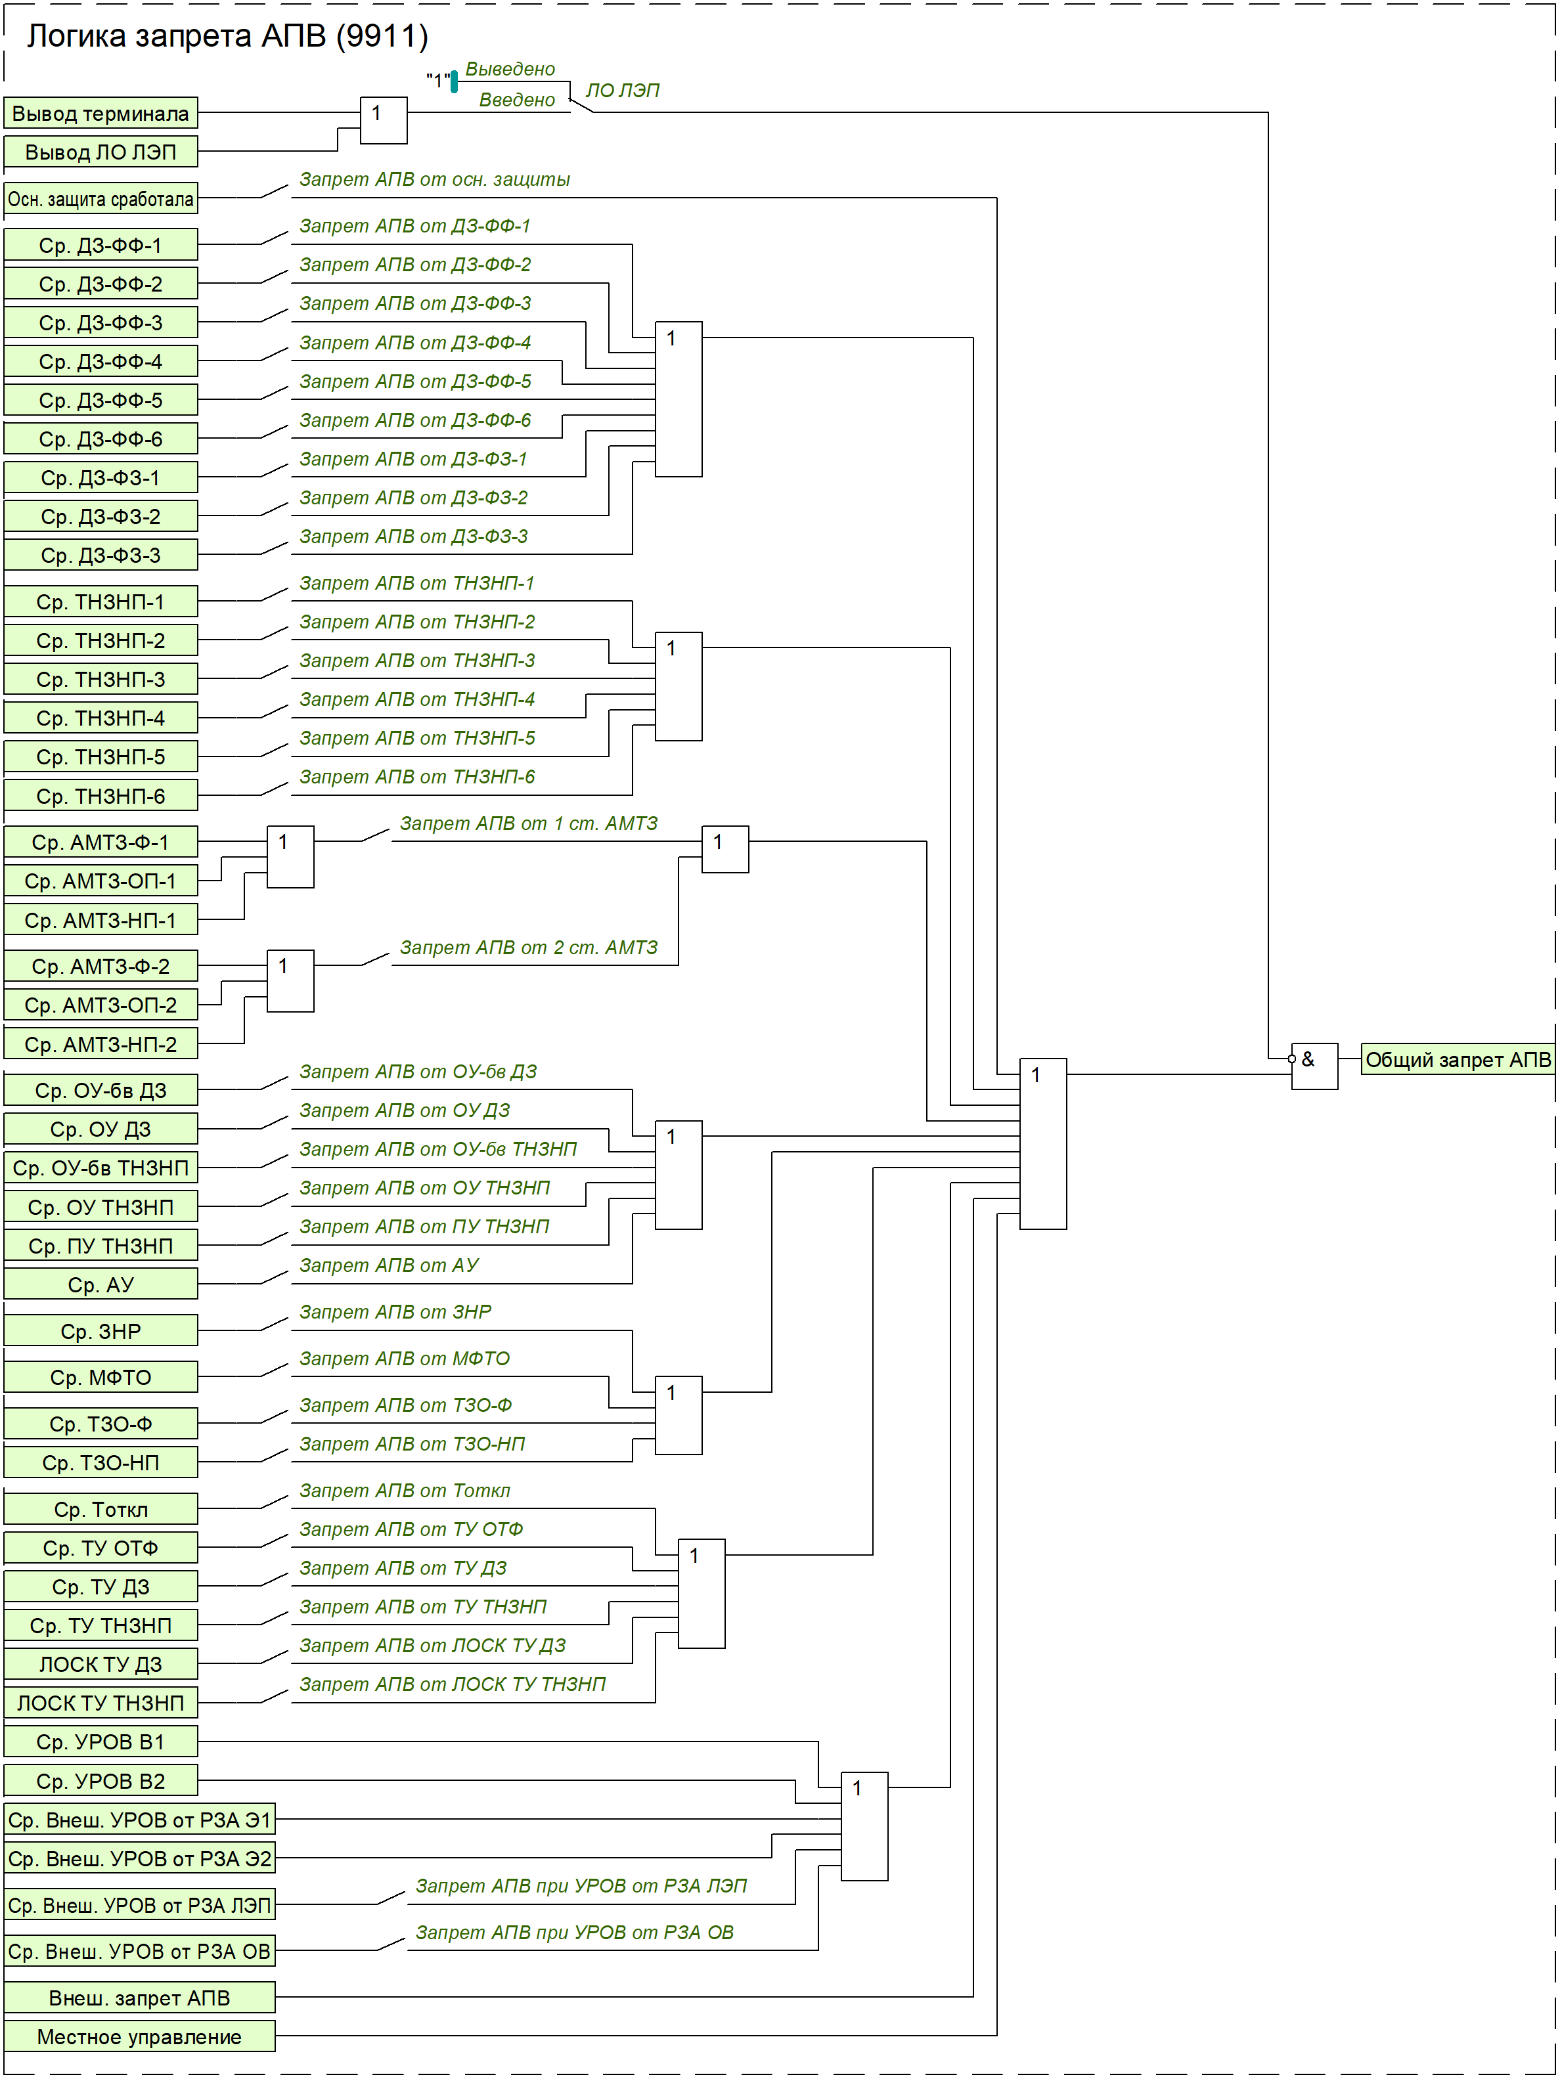 Логика запрета АПВ (9911)
"1"
Выведено
ЛО ЛЭП
Введено
Вывод терминала
1
Вывод ЛО ЛЭП
Запрет АПВ от осн. защиты
Осн. защита сработала
Запрет АПВ от ДЗ-ФФ-1
Ср. ДЗ-ФФ-1
Запрет АПВ от ДЗ-ФФ-2
Ср. ДЗ-ФФ-2
Запрет АПВ от ДЗ-ФФ-3
Ср. ДЗ-ФФ-3
1
Запрет АПВ от ДЗ-ФФ-4
Ср. ДЗ-ФФ-4
Запрет АПВ от ДЗ-ФФ-5
Ср. ДЗ-ФФ-5
Запрет АПВ от ДЗ-ФФ-6
Ср. ДЗ-ФФ-6
Запрет АПВ от ДЗ-ФЗ-1
Ср. ДЗ-ФЗ-1
Запрет АПВ от ДЗ-ФЗ-2
Ср. ДЗ-ФЗ-2
Запрет АПВ от ДЗ-ФЗ-3
Ср. ДЗ-ФЗ-3
Запрет АПВ от ТНЗНП-1
Ср. ТНЗНП-1
Запрет АПВ от ТНЗНП-2
Ср. ТНЗНП-2
1
Запрет АПВ от ТНЗНП-3
Ср. ТНЗНП-3
Запрет АПВ от ТНЗНП-4
Ср. ТНЗНП-4
Запрет АПВ от ТНЗНП-5
Ср. ТНЗНП-5
Запрет АПВ от ТНЗНП-6
Ср. ТНЗНП-6
Запрет АПВ от 1 ст. АМТЗ
Ср. АМТЗ-Ф-1
1
1
Ср. АМТЗ-ОП-1
Ср. АМТЗ-НП-1
Запрет АПВ от 2 ст. АМТЗ
Ср. АМТЗ-Ф-2
1
Ср. АМТЗ-ОП-2
Ср. АМТЗ-НП-2
&
Общий запрет АПВ
Запрет АПВ от ОУ-бв ДЗ
1
Ср. ОУ-бв ДЗ
Запрет АПВ от ОУ ДЗ
Ср. ОУ ДЗ
1
Запрет АПВ от ОУ-бв ТНЗНП
Ср. ОУ-бв ТНЗНП
Запрет АПВ от ОУ ТНЗНП
Ср. ОУ ТНЗНП
Запрет АПВ от ПУ ТНЗНП
Ср. ПУ ТНЗНП
Запрет АПВ от АУ
Ср. АУ
Запрет АПВ от ЗНР
Ср. ЗНР
Запрет АПВ от МФТО
Ср. МФТО
1
Запрет АПВ от ТЗО-Ф
Ср. ТЗО-Ф
Запрет АПВ от ТЗО-НП
Ср. ТЗО-НП
Запрет АПВ от Тоткл
Ср. Тоткл
Запрет АПВ от ТУ ОТФ
Ср. ТУ ОТФ
1
Запрет АПВ от ТУ ДЗ
Ср. ТУ ДЗ
Запрет АПВ от ТУ ТНЗНП
Ср. ТУ ТНЗНП
Запрет АПВ от ЛОСК ТУ ДЗ
ЛОСК ТУ ДЗ
Запрет АПВ от ЛОСК ТУ ТНЗНП
ЛОСК ТУ ТНЗНП
Ср. УРОВ В1
Ср. УРОВ В2
1
Ср. Внеш. УРОВ от РЗА Э1
Ср. Внеш. УРОВ от РЗА Э2
Запрет АПВ при УРОВ от РЗА ЛЭП
Ср. Внеш. УРОВ от РЗА ЛЭП
Запрет АПВ при УРОВ от РЗА ОВ
Ср. Внеш. УРОВ от РЗА ОВ
Внеш. запрет АПВ
Местное управление